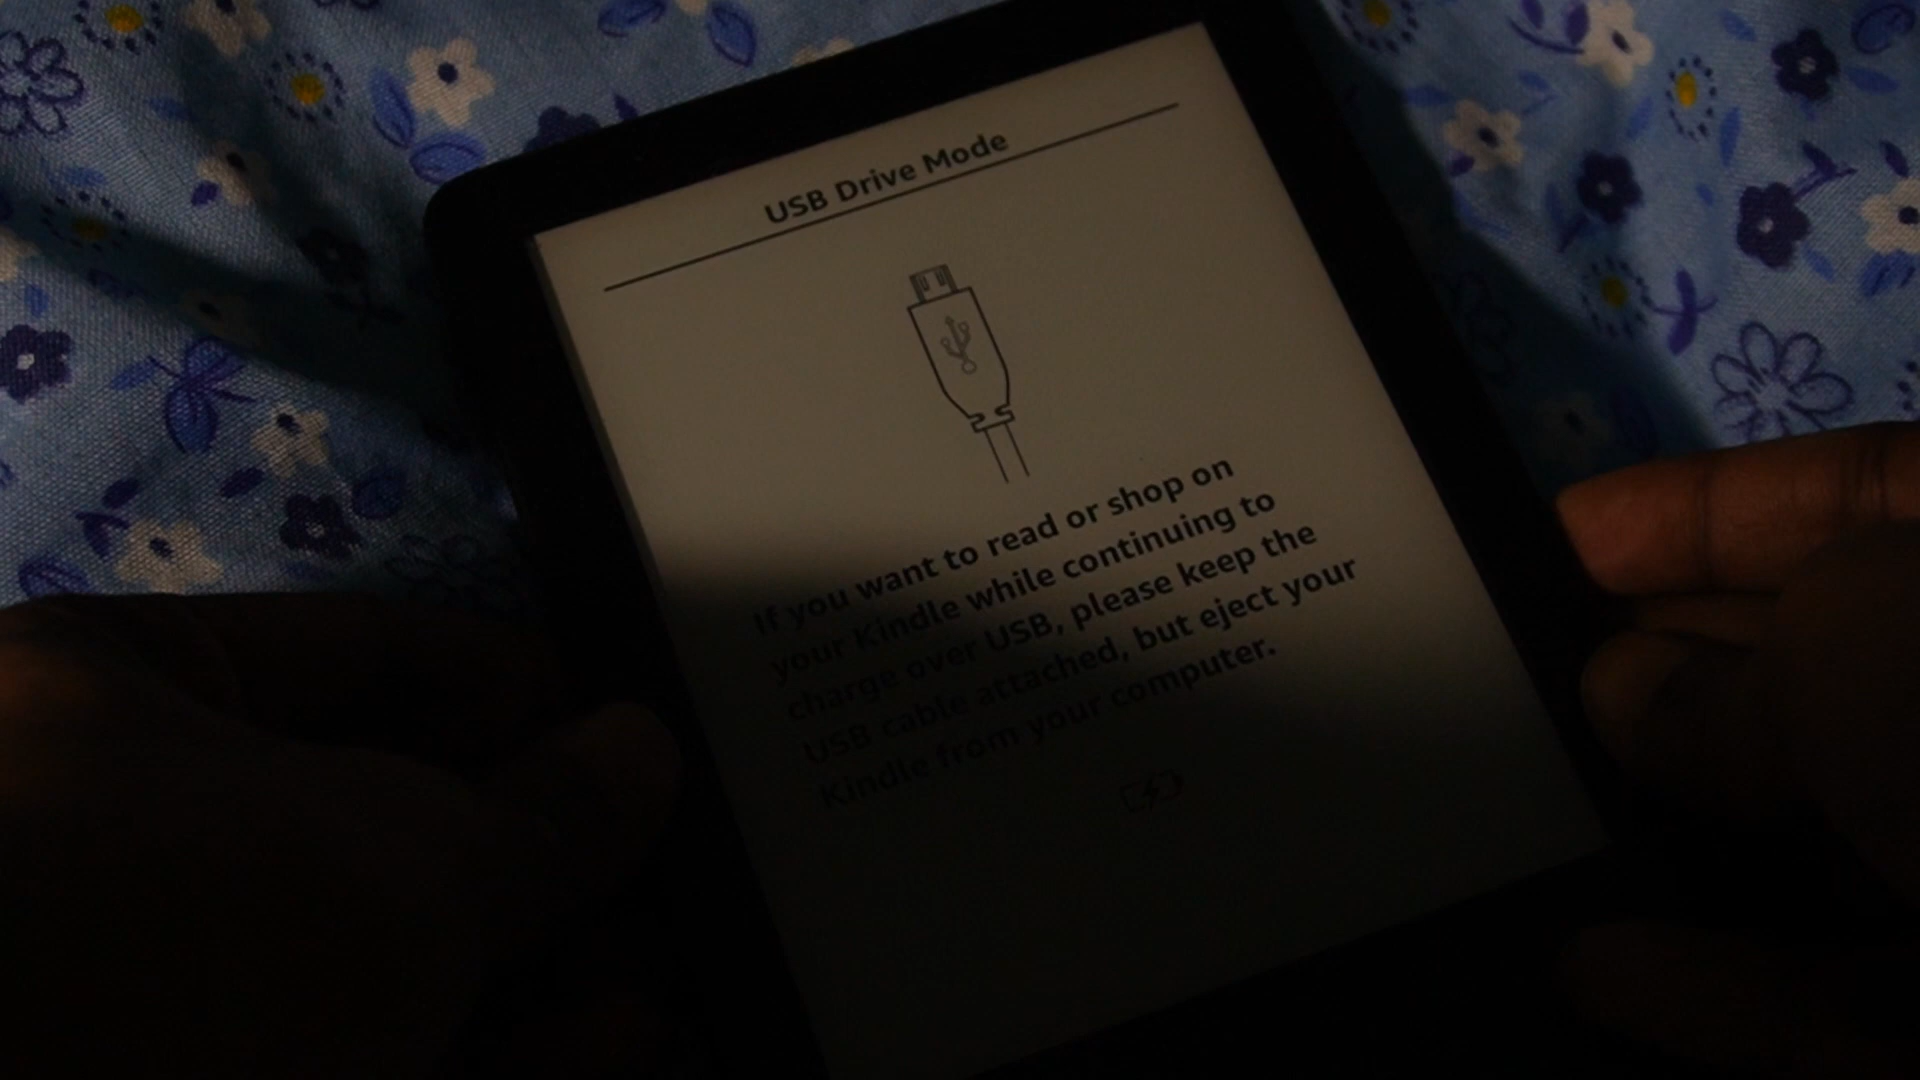 USB Drive Mode
If you want to read or shop on
your Kindle while continuing to
charge over USB, please keep the
USB cable attached, but eject your
Kindle from your computer.